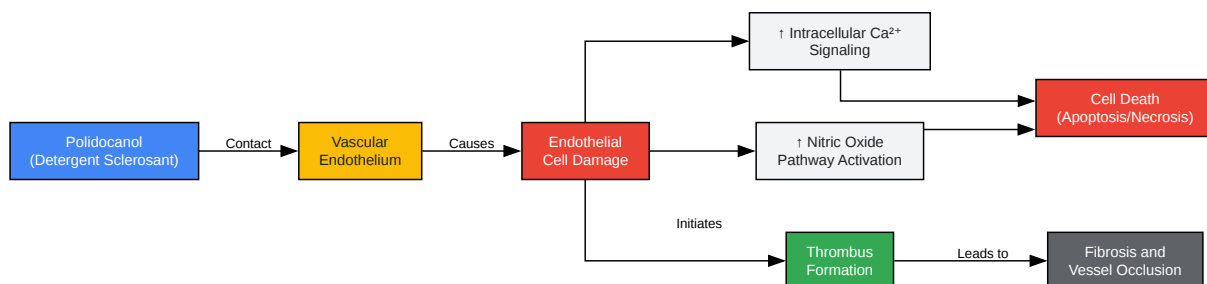 ↑ Intracellular Ca²⁺
Signaling
Cell Death
(Apoptosis/Necrosis)
Polidocanol
(Detergent Sclerosant)
Contact
Vascular
Endothelium
Causes
Endothelial
Cell Damage
↑ Nitric Oxide
Pathway Activation
Initiates
Thrombus
Formation
Leads to
Fibrosis and
Vessel Occlusion